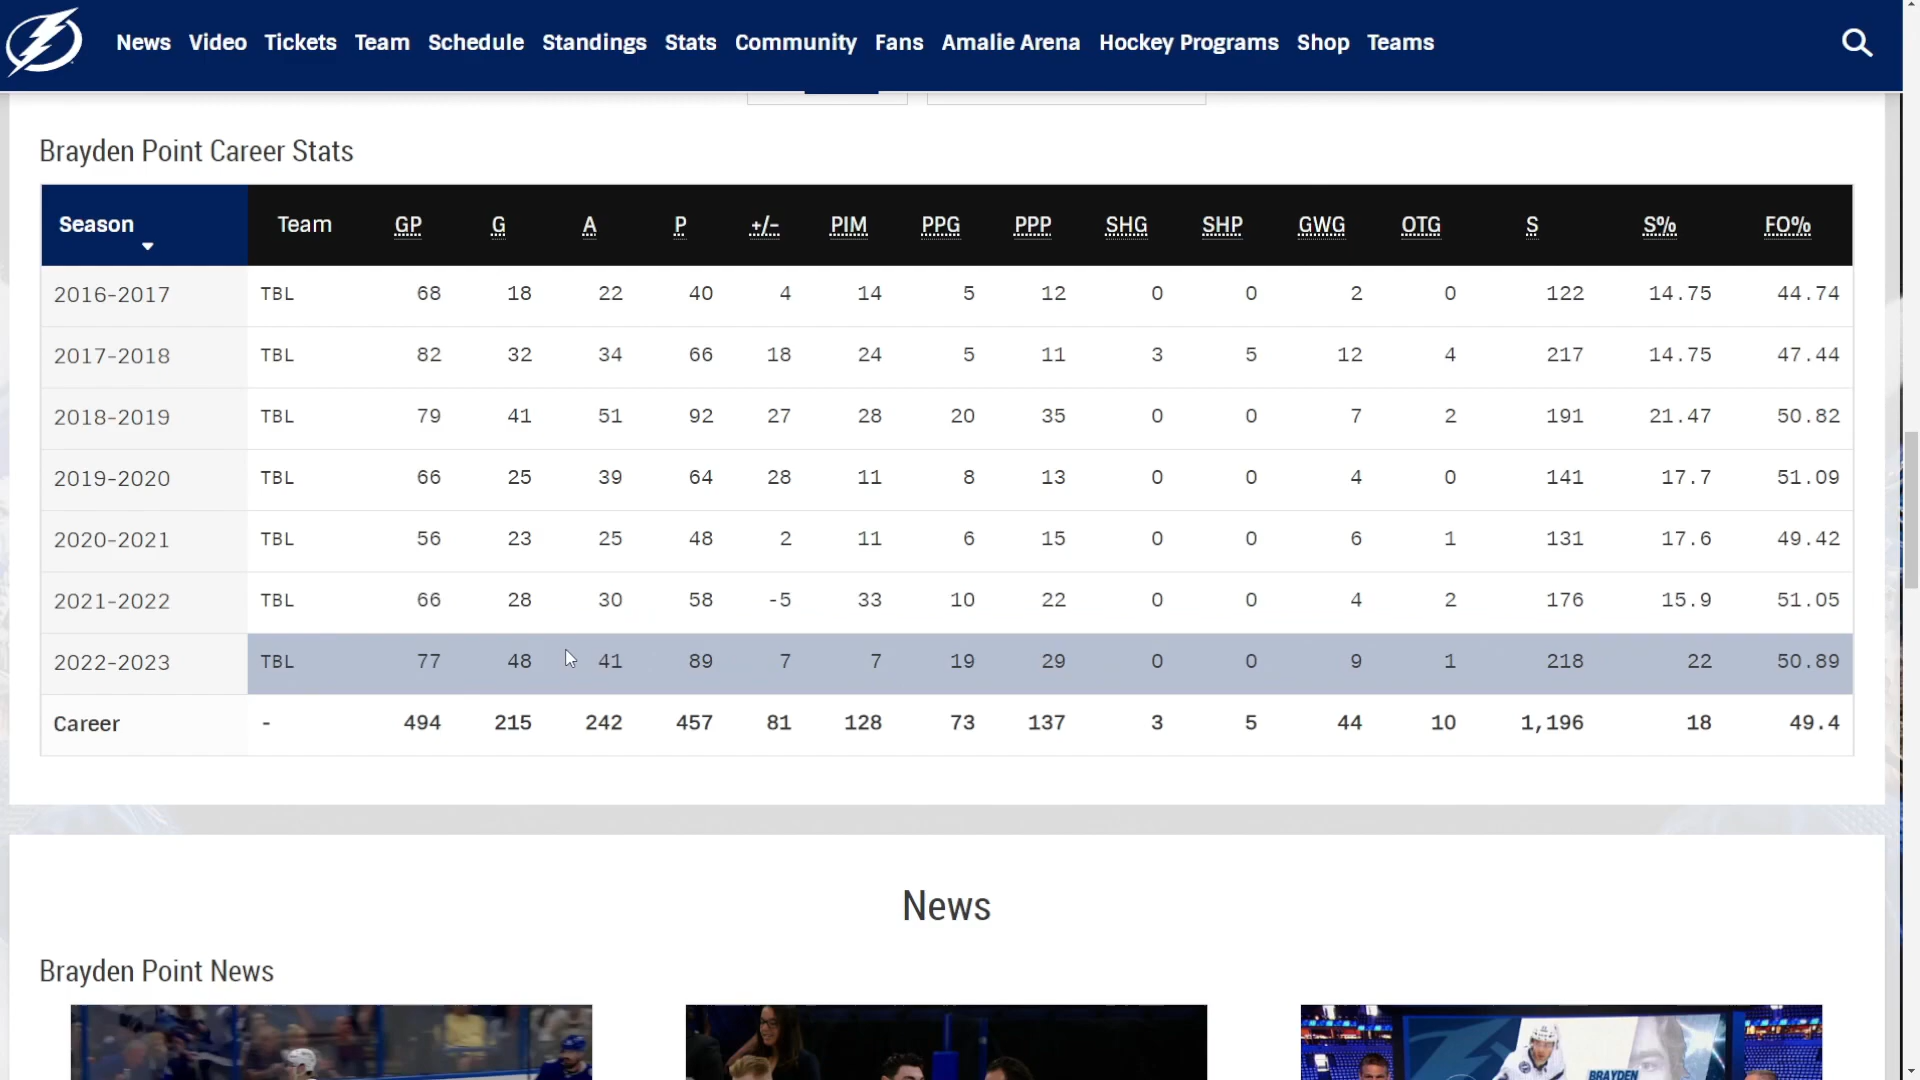 News Video Tickets Team Schedule Standings Stats Community Fans Amalie Arena Hockey Programs Shop Teams
Brayden Point Career Stats
Season Team GP G A P +/- PIM PPG PPP SHG SHP GWG OTG S S% FO%
2016-2017 TBL 68 18 22 40 4 14 5 12 0 0 2 0 122 14.75 44.74
2017-2018 TBL 82 32 34 66 18 24 5 11 3 5 12 4 217 14.75 47.44
2018-2019 TBL 79 41 51 92 27 28 20 35 0 0 7 2 191 21.47 50.82
2019-2020 TBL 66 25 39 64 28 11 8 13 0 0 4 0 141 17.7 51.09
2020-2021 TBL 56 23 25 48 2 11 6 15 0 0 6 1 131 17.6 49.42
2021-2022 TBL 66 28 30 58 -5 33 10 22 0 0 4 2 176 15.9 51.05
2022-2023 TBL 77 48 41 89 7 7 19 29 0 0 9 1 218 22 50.89
Career - 494 215 242 457 81 128 73 137 3 5 44 10 1,196 18 49.4
News
Brayden Point News
BRAYDEN